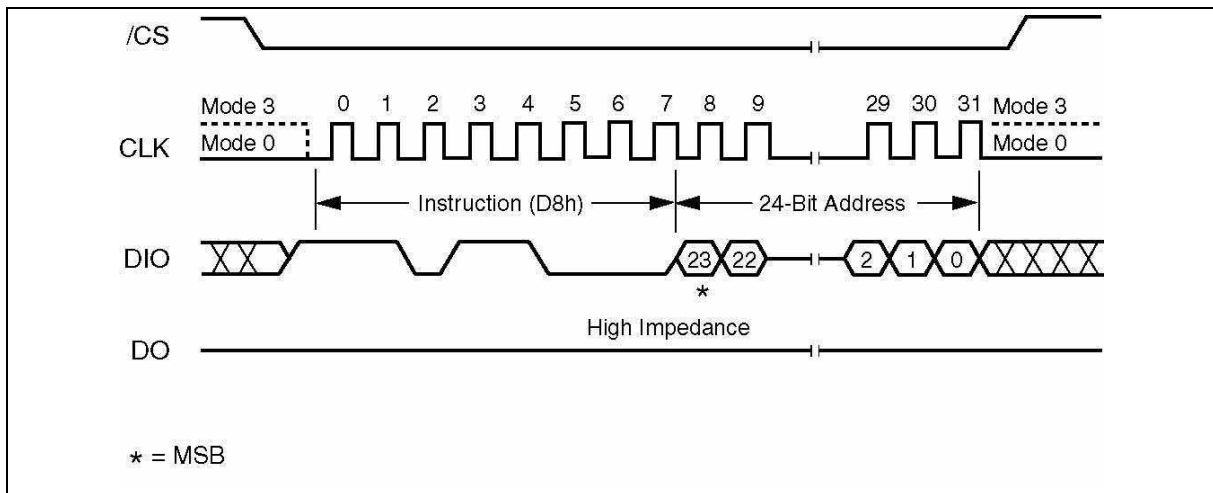 /CS
Mode 3
0 1 2 3 4 5 6 7 8 9 29 30 31
Mode 3
CLK
Mode 0
Mode 0
Instruction (D8h)
24-Bit Address
DIO
23 22 2 1 0
*
High Impedance
DO
* = MSB